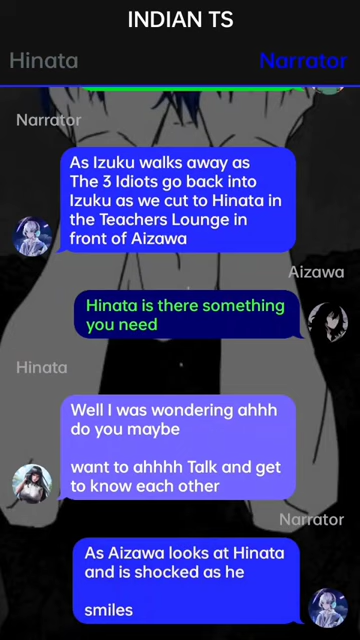 INDIAN TS
Hinata
Narrator
Narrator
As Izuku walks away as
The 3 Idiots go back into
Izuku as we cut to Hinata in
the Teachers Lounge in
front of Aizawa
Aizawa
Hinata is there something
you need
Hinata
Well I was wondering ahhh
do you maybe
want to ahhhh Talk and get
to know each other
Narrator
As Aizawa looks at Hinata
and is shocked as he
smiles